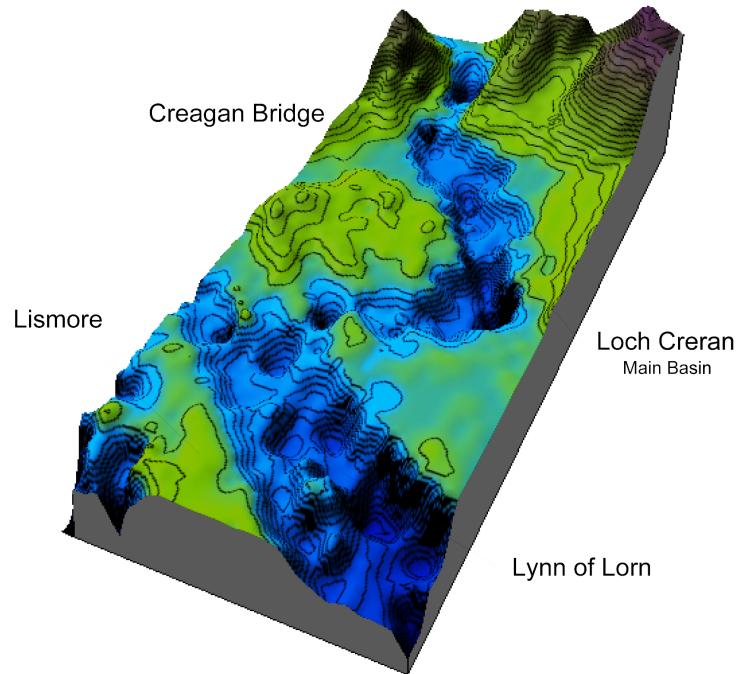 Creagan Bridge
Lismore
Loch Creran
Main Basin
Lynn of Lorn